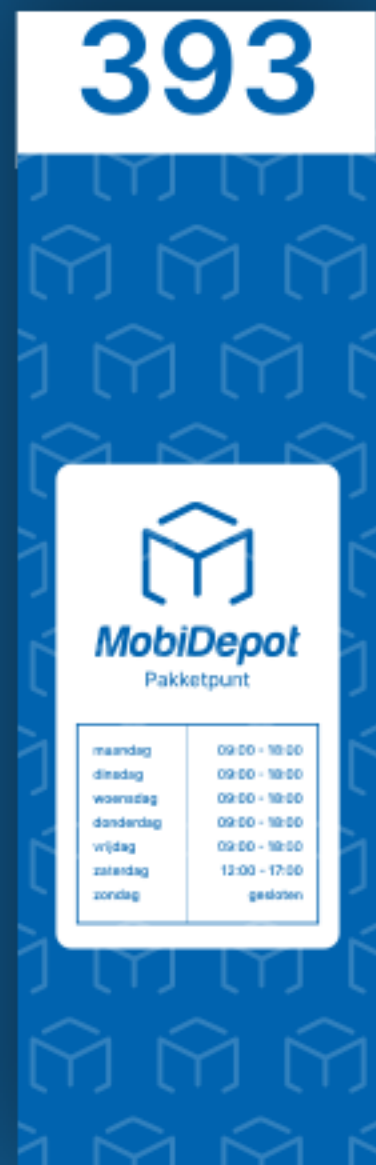 393
MobiDepot
Pakketpunt
maandag 09:00 - 18:00
dinsdag 09:00 - 18:00
woensdag 09:00 - 18:00
donderdag 09:00 - 18:00
vrijdag 09:00 - 18:00
zaterdag 12:00 - 17:00
zondag gesloten